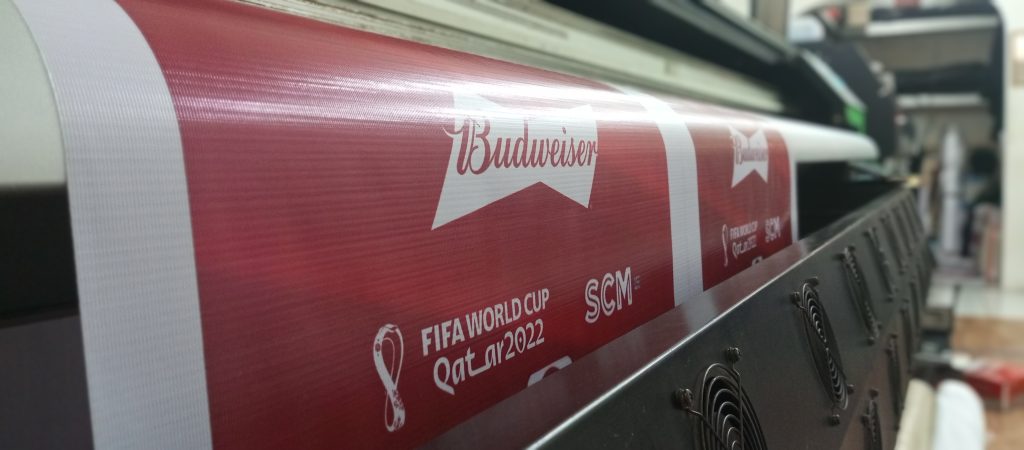 Budweiser
FIFA WORLD CUP
Qatar2022
SCM
Budweiser
FIFA WORLD CUP
Qatar2022
SCM